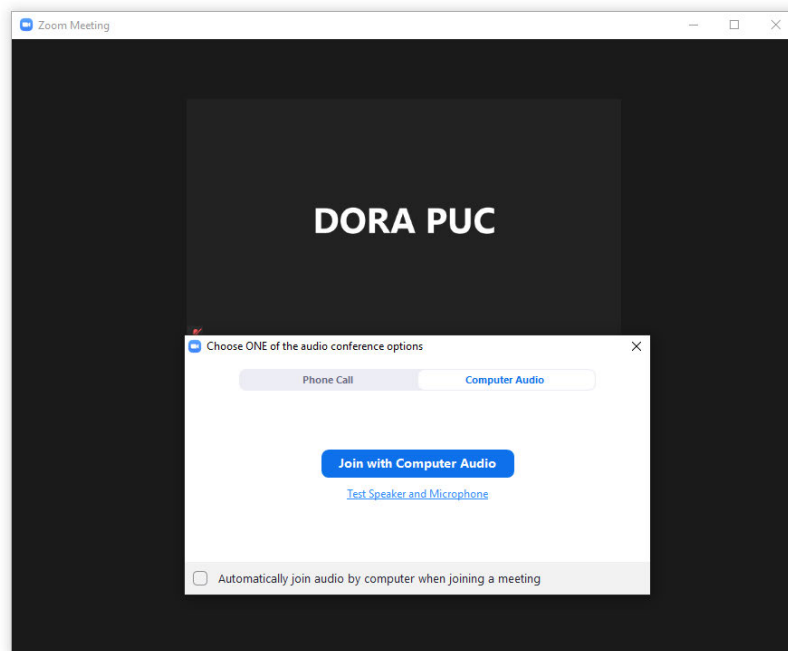 Zoom Meeting
DORA PUC
Choose ONE of the audio conference options
Phone Call
Computer Audio
Join with Computer Audio
Test Speaker and Microphone
Automatically join audio by computer when joining a meeting